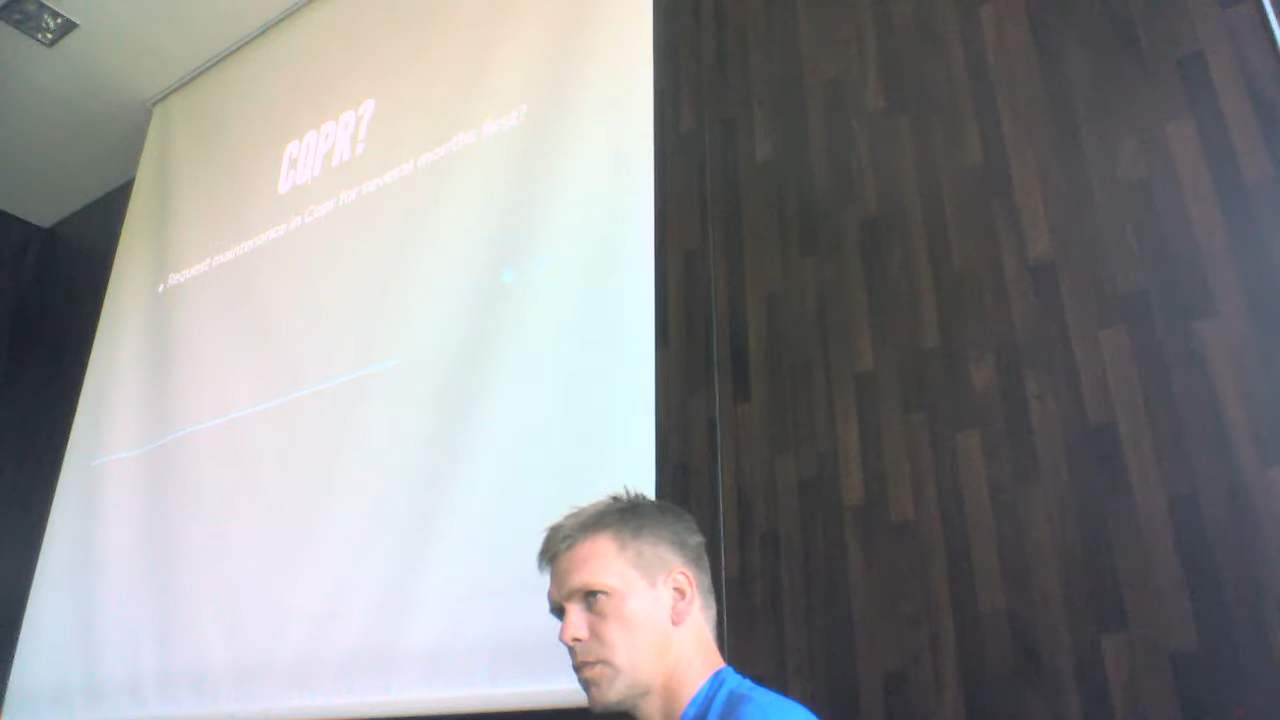 COPR?
• Request maintenance in Copr for several months, first?